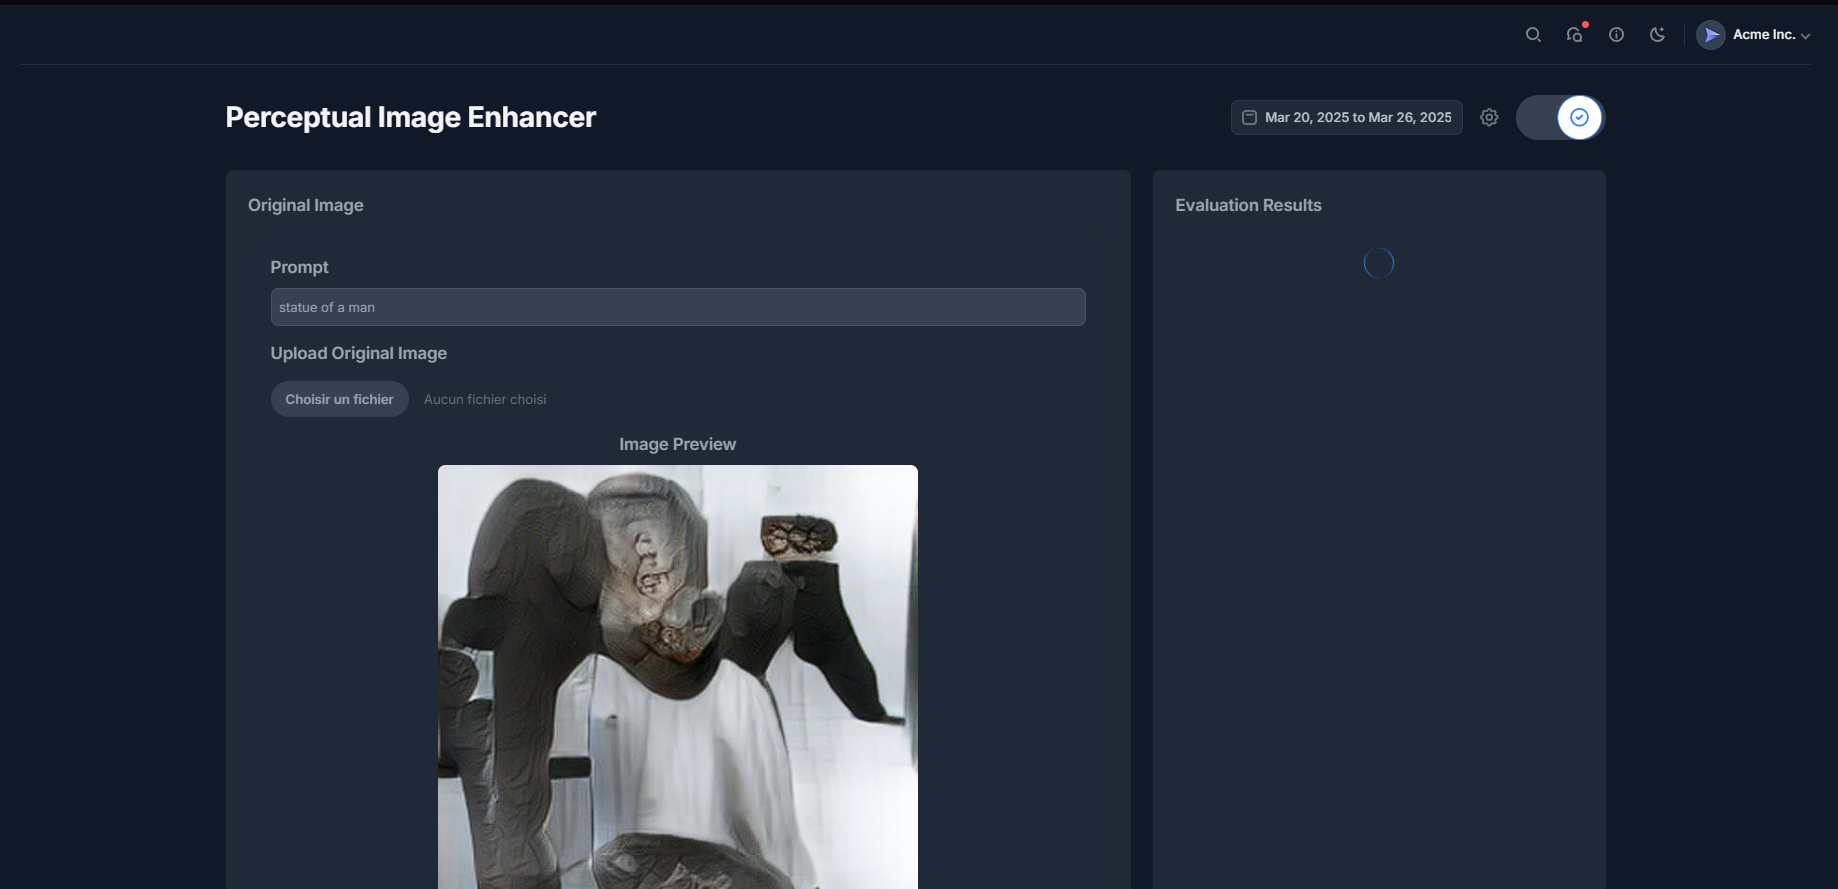 Acme Inc.
Perceptual Image Enhancer
Mar 20, 2025 to Mar 26, 2025
Original Image
Evaluation Results
Prompt
statue of a man
Upload Original Image
Choisir un fichier Aucun fichier choisi
Image Preview